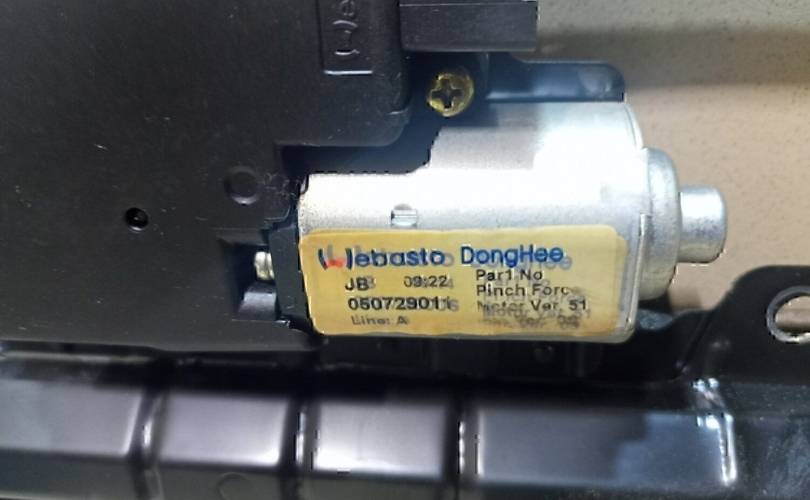 Webasto DongHee
JB 09:22 Part No
050729011 Pinch Force
Line: A Motor Ver. 51